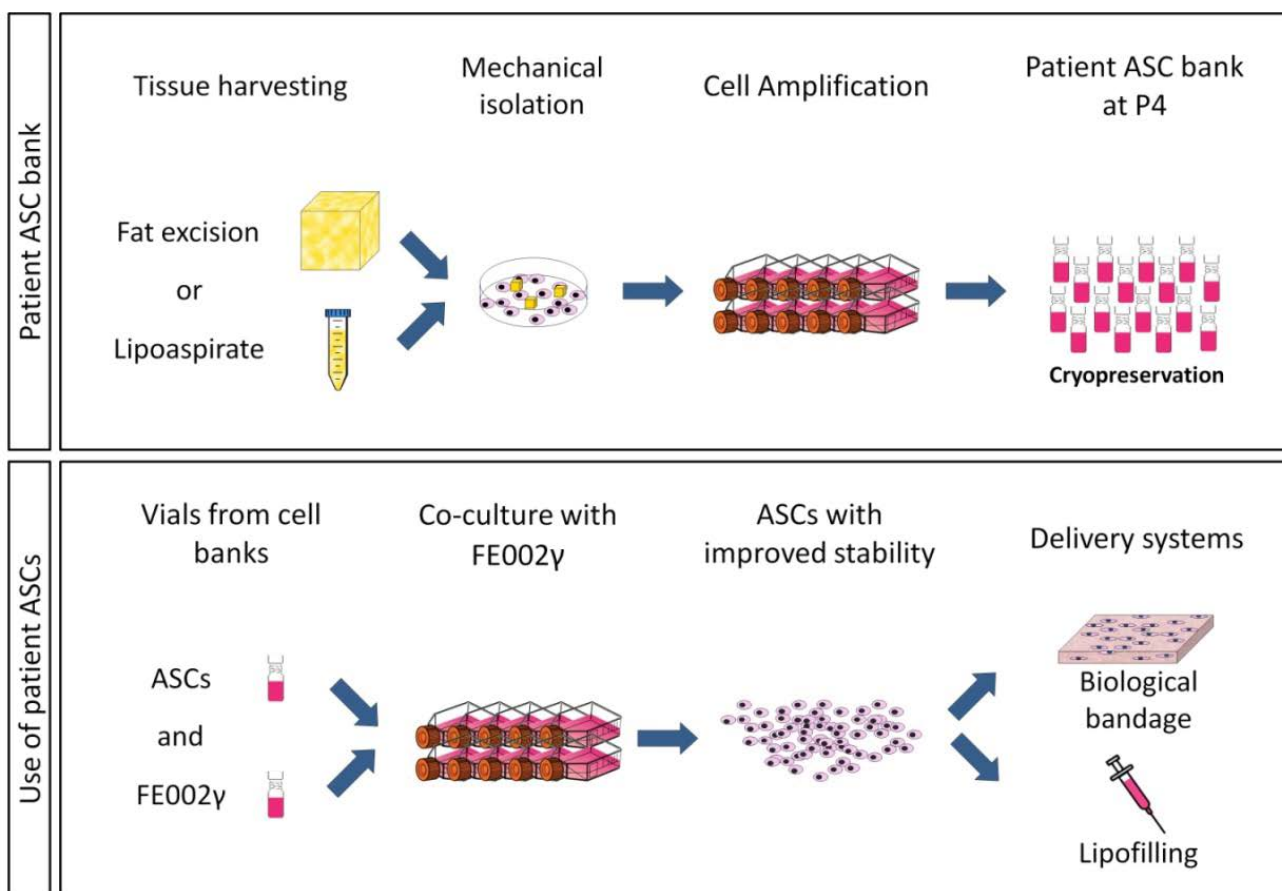 Patient ASC bank
Tissue harvesting
Mechanical
isolation
Cell Amplification
Patient ASC bank
at P4
Fat excision
or
Lipoaspirate
Cryopreservation
Use of patient ASCs
Vials from cell
banks
Co-culture with
FE002γ
ASCs with
improved stability
Delivery systems
ASCs
and
FE002γ
Biological
bandage
Lipofilling